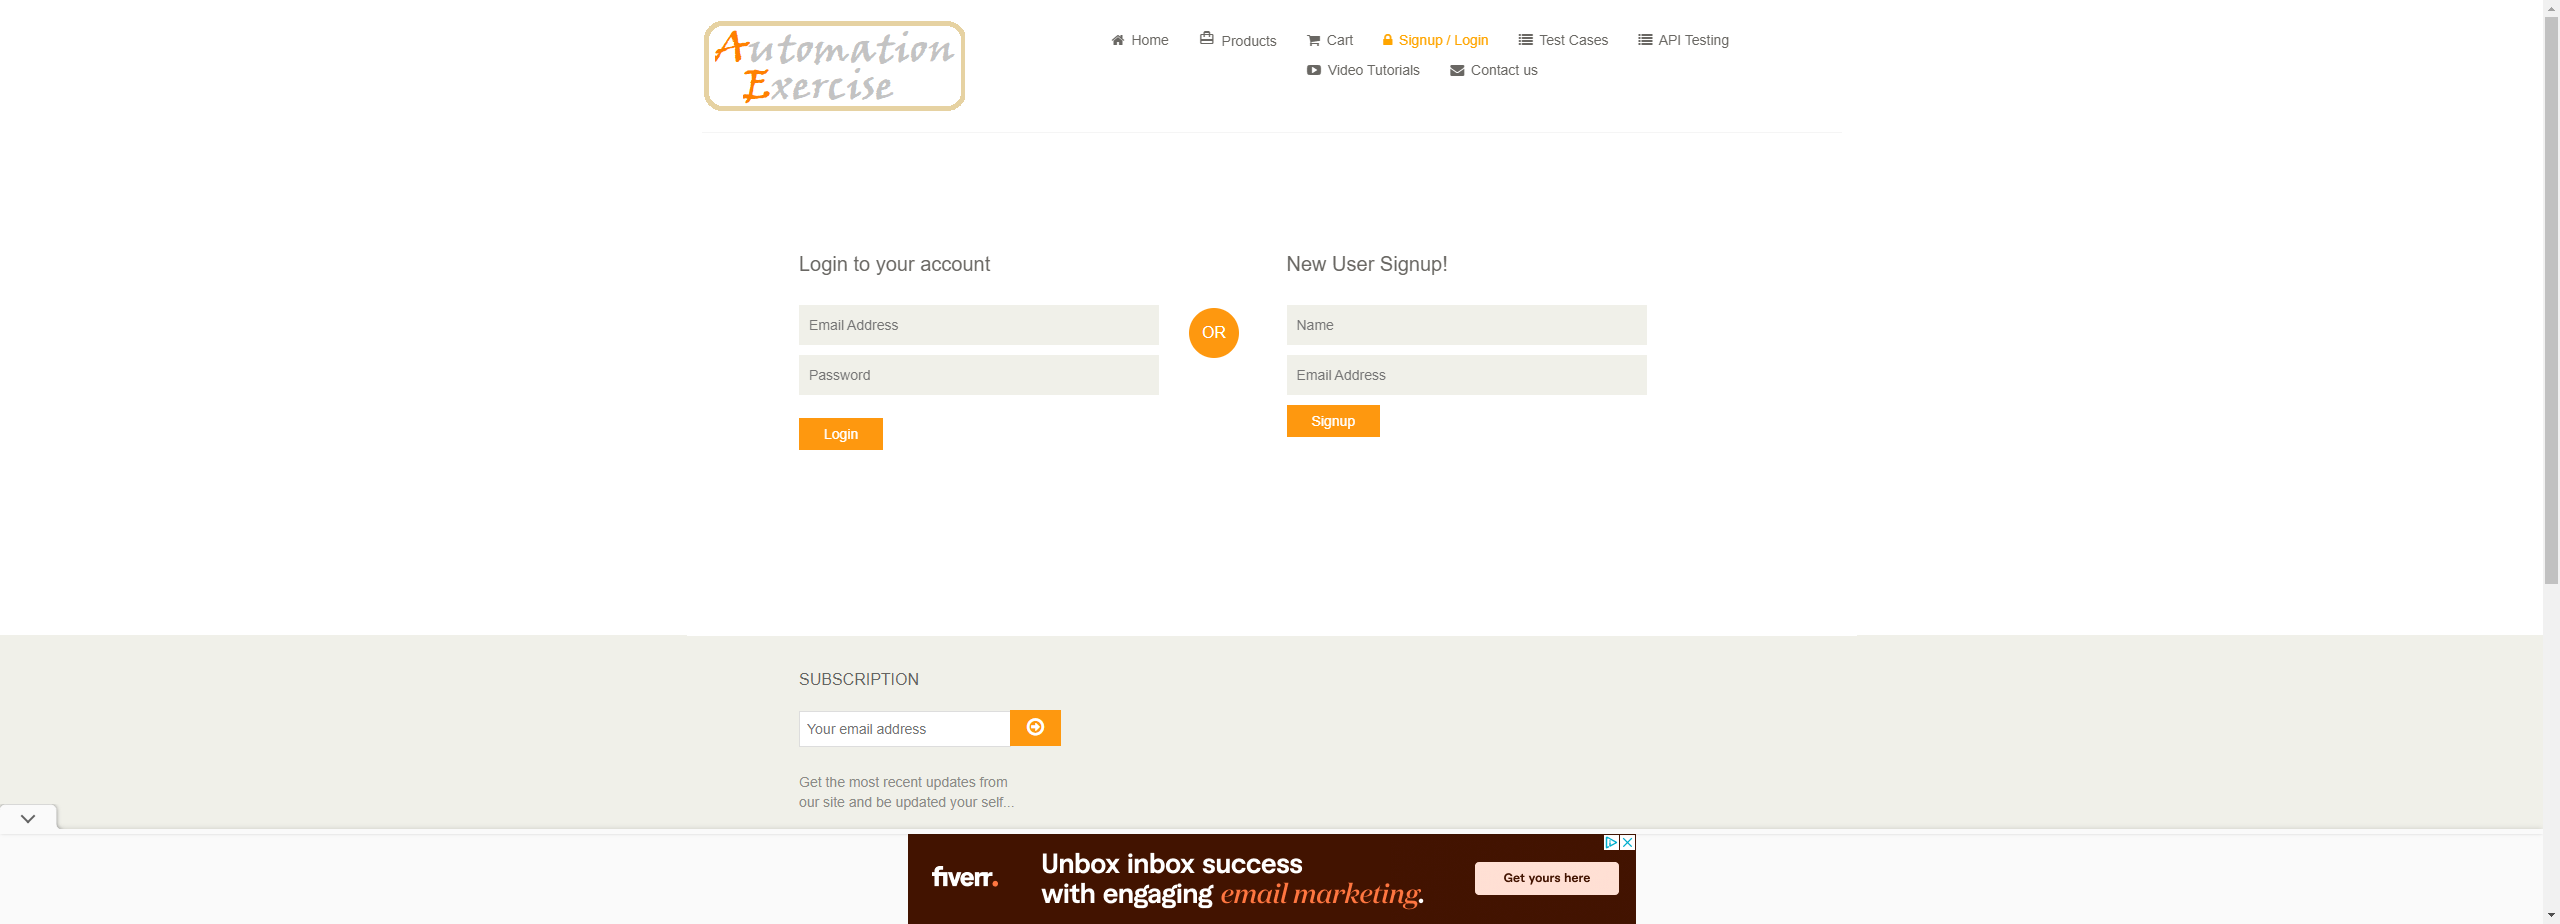 Automation
Exercise
Home
Products
Cart
Signup / Login
Test Cases
API Testing
Video Tutorials
Contact us
Login to your account
Email Address
Password
Login
OR
New User Signup!
Name
Email Address
Signup
SUBSCRIPTION
Your email address
Get the most recent updates from
our site and be updated your self...
fiverr.
Unbox inbox success
with engaging email marketing.
Get yours here